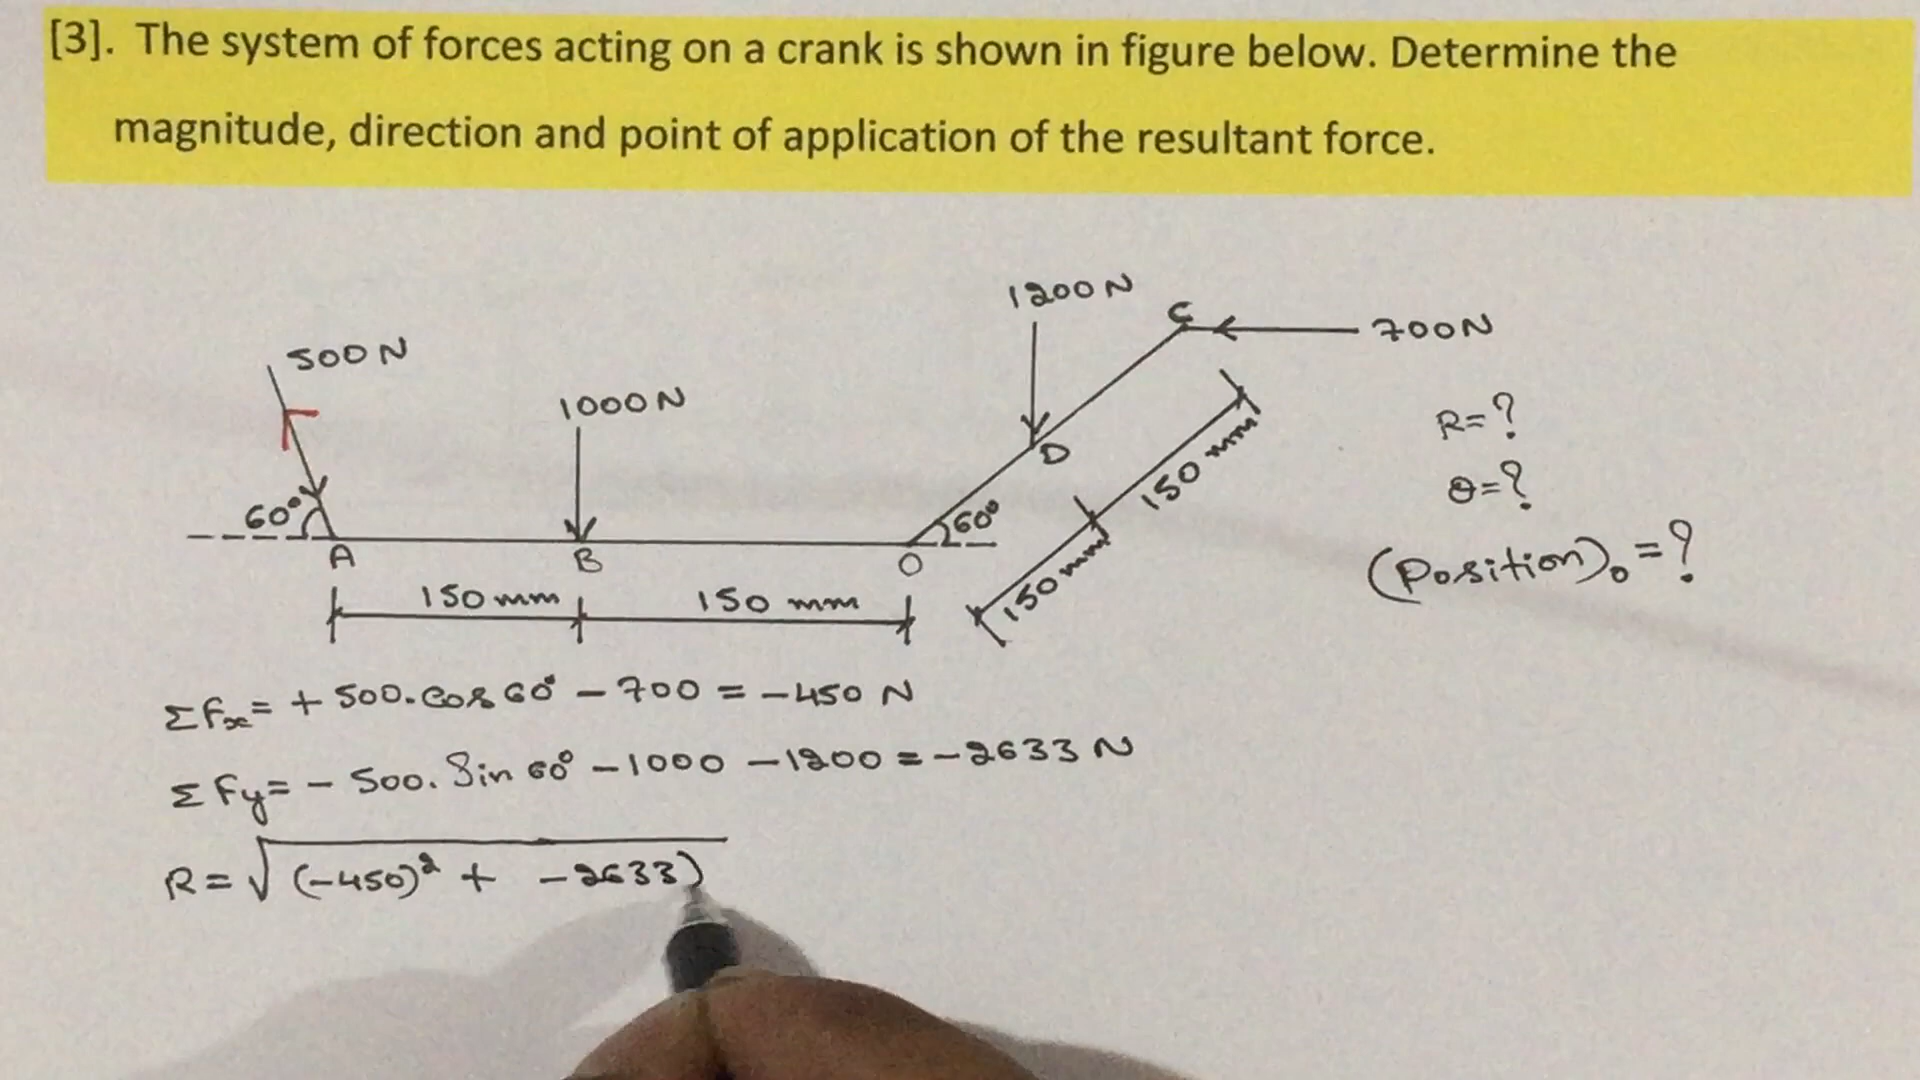 [3]. The system of forces acting on a crank is shown in figure below. Determine the
magnitude, direction and point of application of the resultant force.
1200 N
C
700N
500 N
1000 N
R=?
D
150 mm
θ=?
60°
60°
A
B
O
(Position)₀ = ?
150 mm
150 mm
150 mm
ΣFx = + 500. Cos 60° - 700 = -450 N
ΣFy = - 500. Sin 60° - 1000 - 1200 = -2633 N
R = √ (-450)² + -2633)